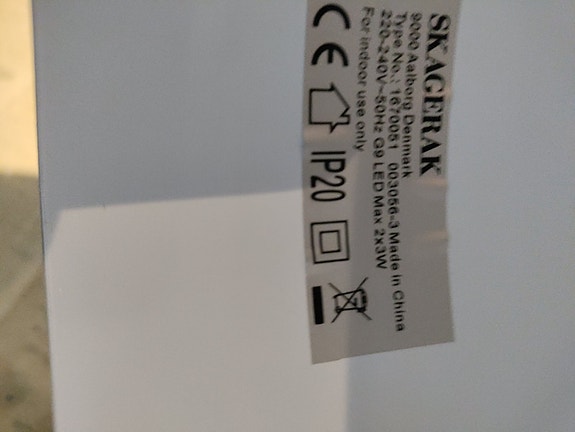 SKAGERAK
9000 Aalborg Denmark
Type No.: 1670051 003056-3 Made in China
220-240V~50Hz G9 LED Max 2x3W
For indoor use only
CE IP20